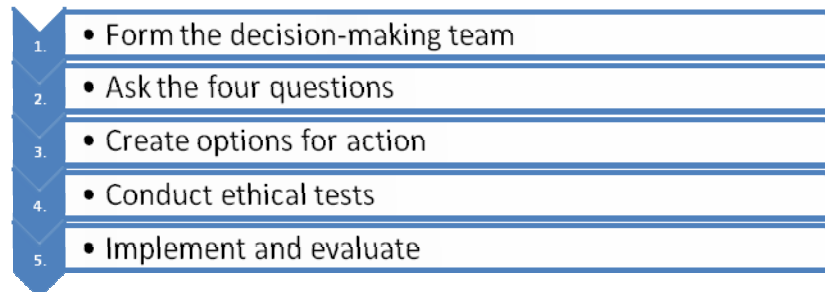 1. • Form the decision-making team
2. • Ask the four questions
3. • Create options for action
4. • Conduct ethical tests
5. • Implement and evaluate